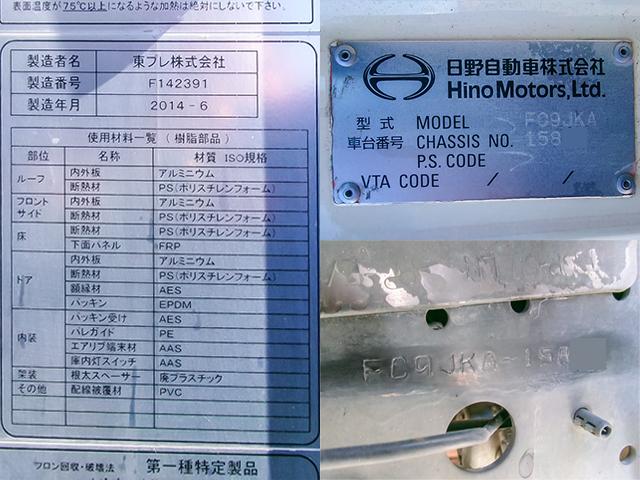 表面温度が75℃以上になるような加熱は絶対にしないで下さい。
製造者名 東プレ株式会社
製造番号 F142391
製造年月 2014-6
使用材料一覧(樹脂部品)
部位 名称 材質 ISO規格
ルーフ 内外板 アルミニウム
断熱材 PS(ポリスチレンフォーム)
フロント サイド 内外板 アルミニウム
断熱材 PS(ポリスチレンフォーム)
床 断熱材 PS(ポリスチレンフォーム)
下面パネル FRP
ドア 内外板 アルミニウム
断熱材 PS(ポリスチレンフォーム)
額縁材 AES
パッキン EPDM
内装 パッキン受け AES
パレガイド PE
エアリブ端末材 AAS
庫内灯スイッチ AAS
架装 根太スペーサー 廃プラスチック
その他 配線被覆材 PVC
フロン回収・破壊法 第一種特定製品
日野自動車株式会社
Hino Motors, Ltd.
型式 MODEL FC9JKA
車台番号 CHASSIS NO. 158
P.S. CODE
VTA CODE / /
FC9JKA-158